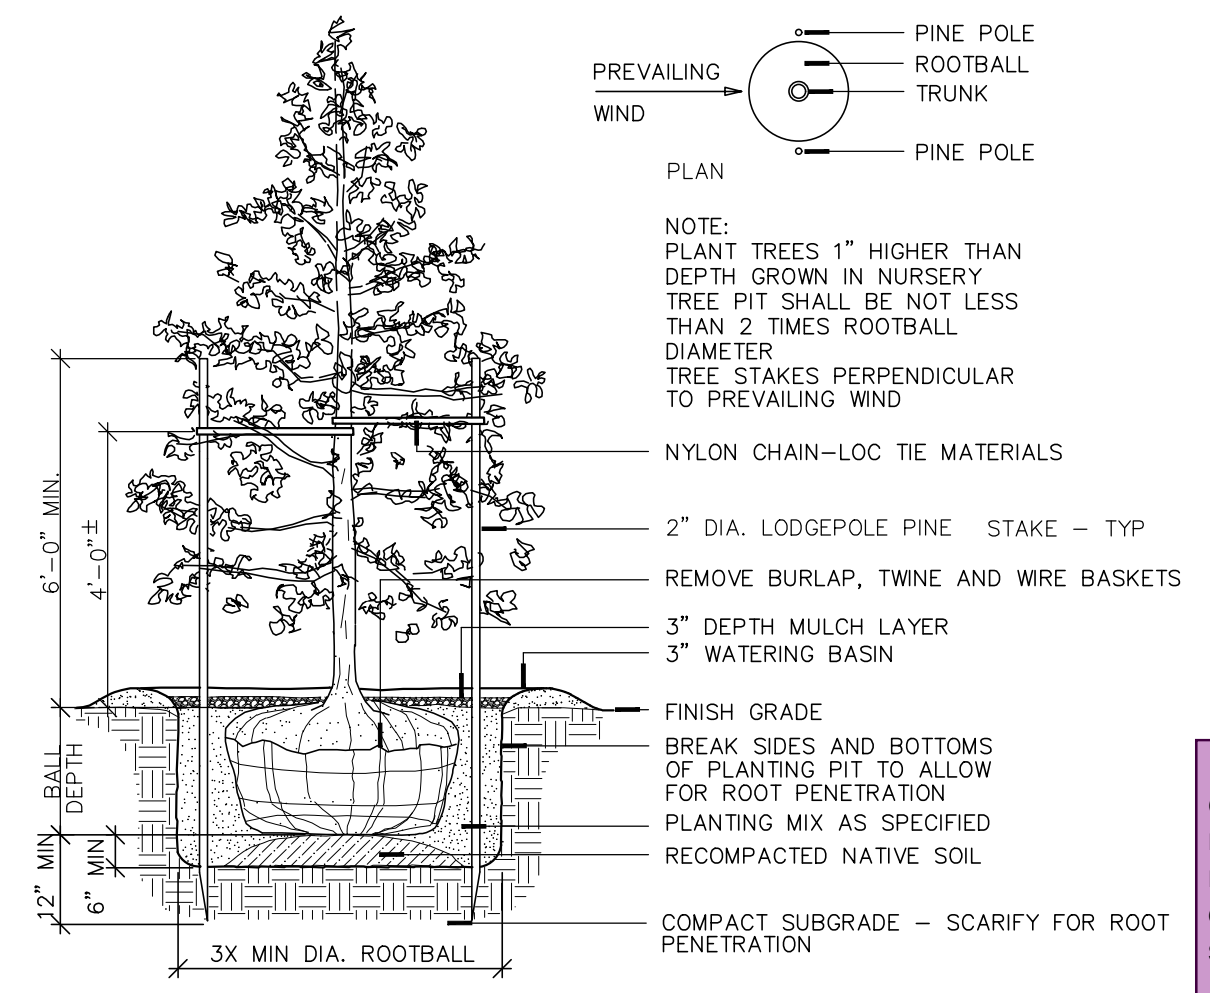 PINE POLE
ROOTBALL
TRUNK
PINE POLE
PREVAILING
WIND
PLAN
NOTE:
PLANT TREES 1” HIGHER THAN
DEPTH GROWN IN NURSERY
TREE PIT SHALL BE NOT LESS
THAN 2 TIMES ROOTBALL
DIAMETER
TREE STAKES PERPENDICULAR
TO PREVAILING WIND
NYLON CHAIN–LOC TIE MATERIALS
2” DIA. LODGEPOLE PINE STAKE – TYP
REMOVE BURLAP, TWINE AND WIRE BASKETS
3” DEPTH MULCH LAYER
3” WATERING BASIN
FINISH GRADE
BREAK SIDES AND BOTTOMS
OF PLANTING PIT TO ALLOW
FOR ROOT PENETRATION
PLANTING MIX AS SPECIFIED
RECOMPACTED NATIVE SOIL
COMPACT SUBGRADE – SCARIFY FOR ROOT
PENETRATION
6’–0” MIN.
4’–0”±
BALL
DEPTH
12” MIN
6” MIN
3X MIN DIA. ROOTBALL